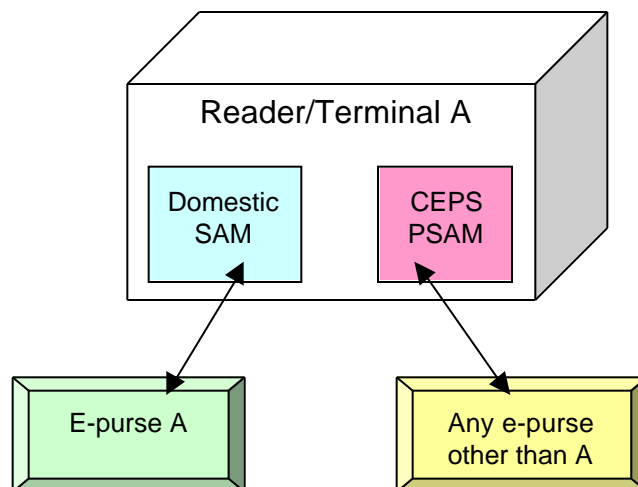 Reader/Terminal A
Domestic
SAM
CEPS
PSAM
E-purse A
Any e-purse
other than A